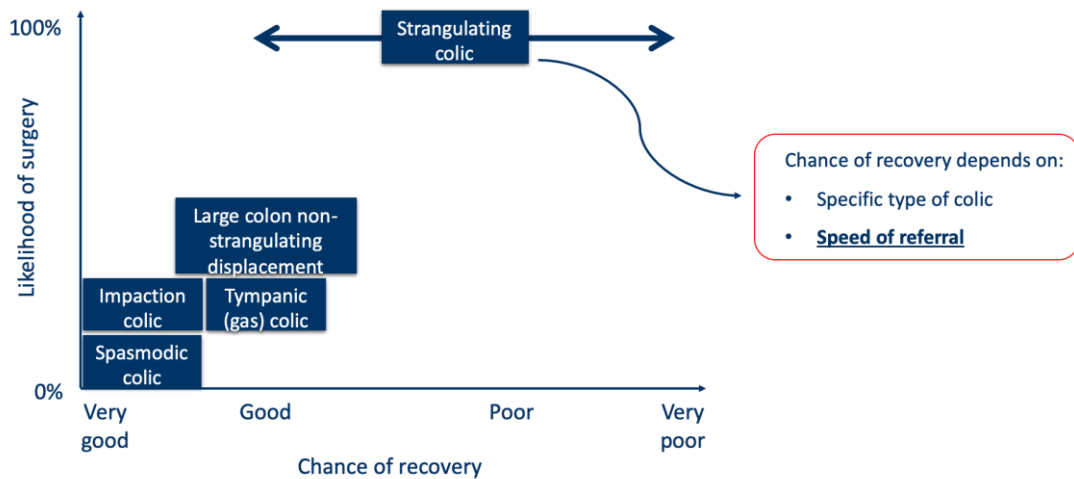 100%
Strangulating
colic
Likelihood of surgery
Chance of recovery depends on:
• Specific type of colic
• Speed of referral
Large colon non-
strangulating
displacement
Impaction
colic
Tympanic
(gas) colic
Spasmodic
colic
0%
Very
good
Good
Poor
Very
poor
Chance of recovery